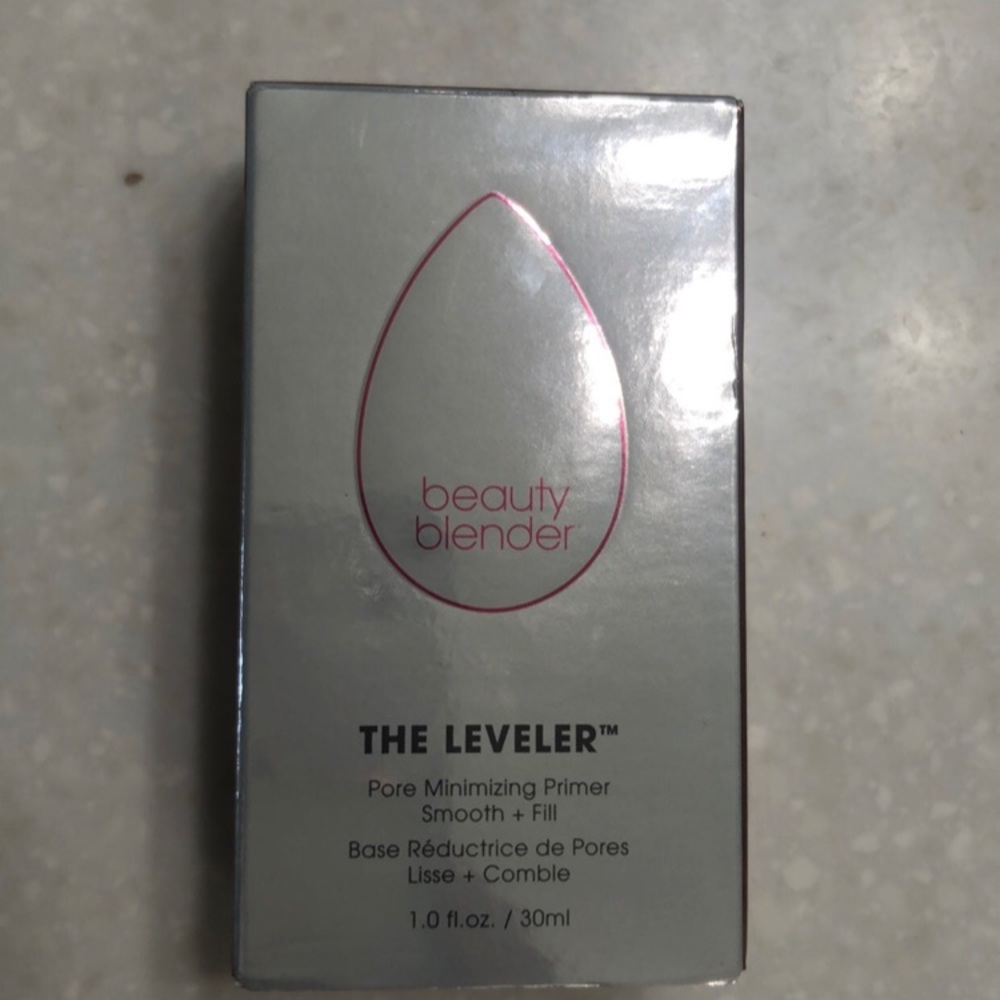 beauty
blender
THE LEVELER™
Pore Minimizing Primer
Smooth + Fill
Base Réductrice de Pores
Lisse + Comble
1.0 fl.oz. / 30ml